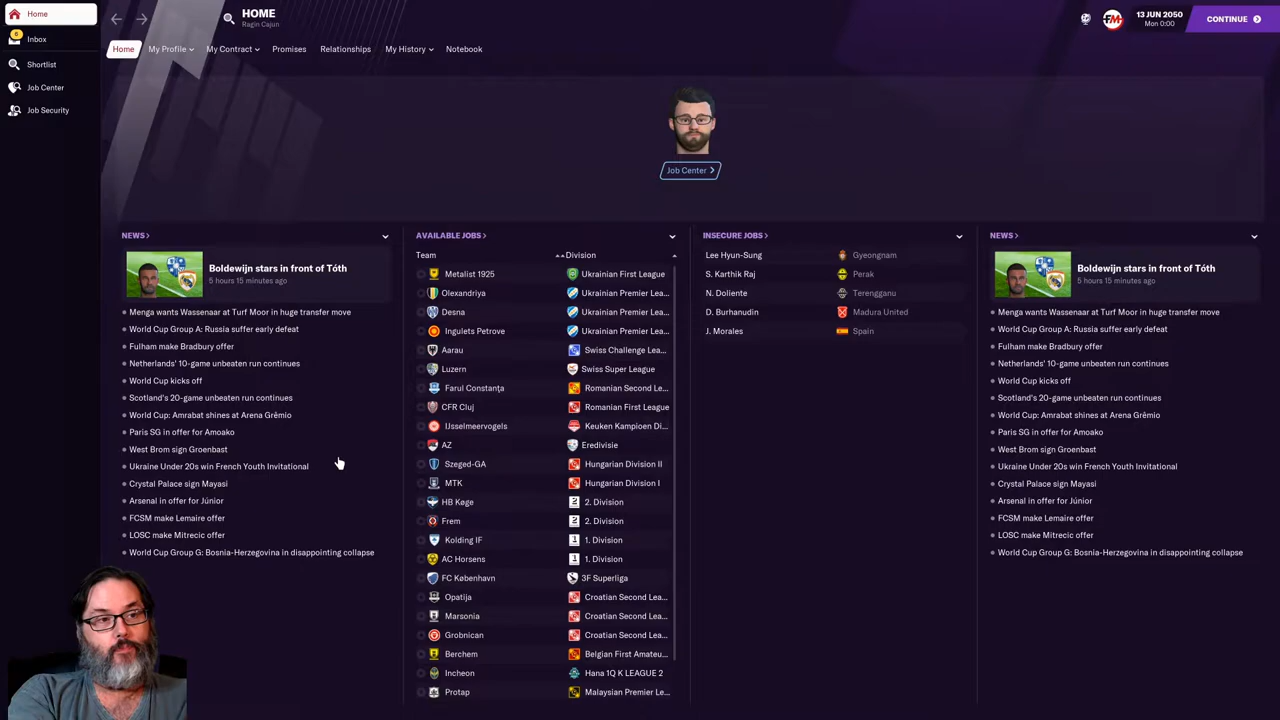 Home
Inbox
6
Shortlist
Job Center
Job Security
HOME
Ragin Cajun
13 JUN 2050
Mon 0:00
CONTINUE
Home
My Profile
My Contract
Promises
Relationships
My History
Notebook
Job Center
NEWS
Boldewijn stars in front of Tóth
5 hours 15 minutes ago
Menga wants Wassenaar at Turf Moor in huge transfer move
World Cup Group A: Russia suffer early defeat
Fulham make Bradbury offer
Netherlands' 10-game unbeaten run continues
World Cup kicks off
Scotland's 20-game unbeaten run continues
World Cup: Amrabat shines at Arena Grêmio
Paris SG in offer for Amoako
West Brom sign Groenbast
Ukraine Under 20s win French Youth Invitational
Crystal Palace sign Mayasi
Arsenal in offer for Júnior
FCSM make Lemaire offer
LOSC make Mitrecic offer
World Cup Group G: Bosnia-Herzegovina in disappointing collapse
AVAILABLE JOBS
Team Division
Metalist 1925 Ukrainian First League
Olexandriya Ukrainian Premier Lea...
Desna Ukrainian Premier Lea...
Ingulets Petrove Ukrainian Premier Lea...
Aarau Swiss Challenge Lea...
Luzern Swiss Super League
Farul Constanța Romanian Second Le...
CFR Cluj Romanian First League
IJsselmeervogels Keuken Kampioen Di...
AZ Eredivisie
Szeged-GA Hungarian Division II
MTK Hungarian Division I
HB Køge 2. Division
Frem 2. Division
Kolding IF 1. Division
AC Horsens 1. Division
FC København 3F Superliga
Opatija Croatian Second Lea...
Marsonia Croatian Second Lea...
Grobnican Croatian Second Lea...
Berchem Belgian First Amateu...
Incheon Hana 1Q K LEAGUE 2
Protap Malaysian Premier Le...
INSECURE JOBS
Lee Hyun-Sung Gyeongnam
S. Karthik Raj Perak
N. Doliente Terengganu
D. Burhanudin Madura United
J. Morales Spain
NEWS
Boldewijn stars in front of Tóth
5 hours 15 minutes ago
Menga wants Wassenaar at Turf Moor in huge transfer move
World Cup Group A: Russia suffer early defeat
Fulham make Bradbury offer
Netherlands' 10-game unbeaten run continues
World Cup kicks off
Scotland's 20-game unbeaten run continues
World Cup: Amrabat shines at Arena Grêmio
Paris SG in offer for Amoako
West Brom sign Groenbast
Ukraine Under 20s win French Youth Invitational
Crystal Palace sign Mayasi
Arsenal in offer for Júnior
FCSM make Lemaire offer
LOSC make Mitrecic offer
World Cup Group G: Bosnia-Herzegovina in disappointing collapse